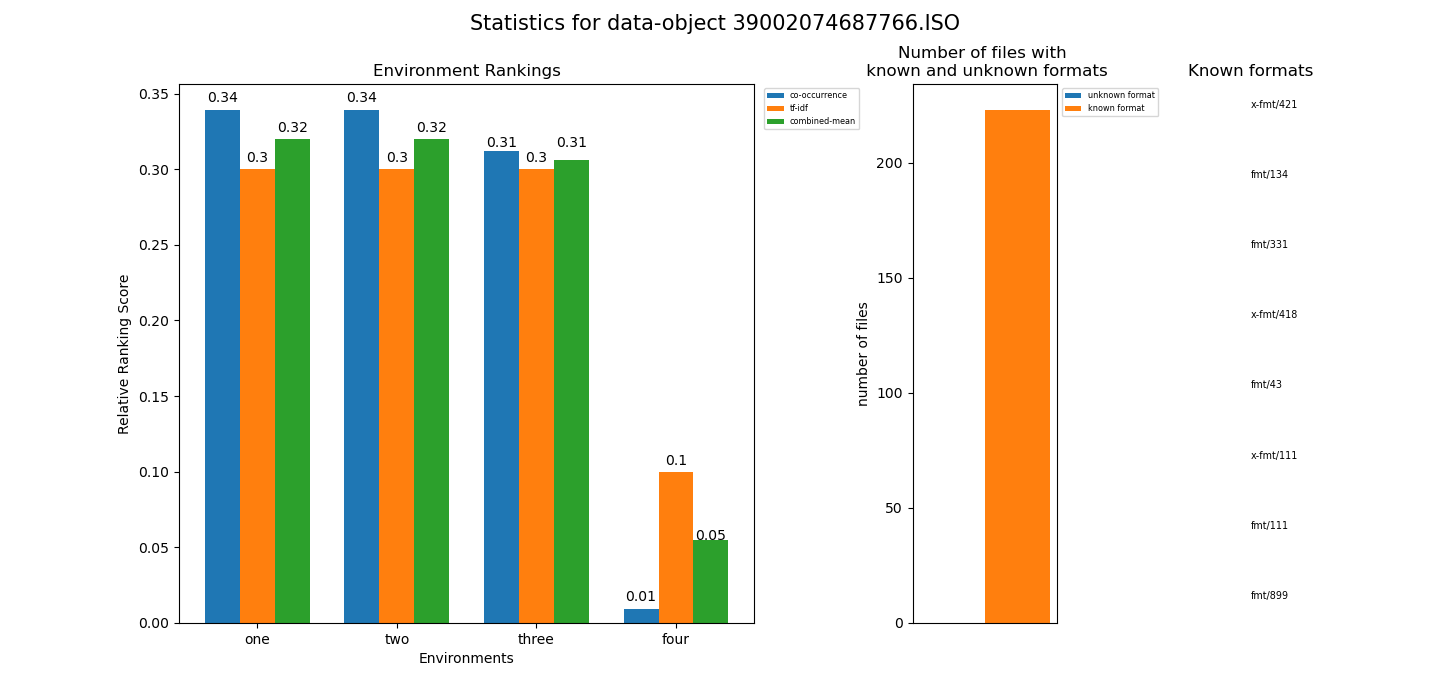 Statistics for data-object 39002074687766.ISO
Environment Rankings
0.35
0.30
0.25
0.20
0.15
0.10
0.05
0.00
Relative Ranking Score
0.34
0.3
0.32
0.34
0.3
0.32
0.31
0.3
0.31
0.01
0.1
0.05
one
two
three
four
Environments
co-occurrence
tf-idf
combined-mean
Number of files with
known and unknown formats
200
150
100
50
0
number of files
unknown format
known format
Known formats
x-fmt/421
fmt/134
fmt/331
x-fmt/418
fmt/43
x-fmt/111
fmt/111
fmt/899